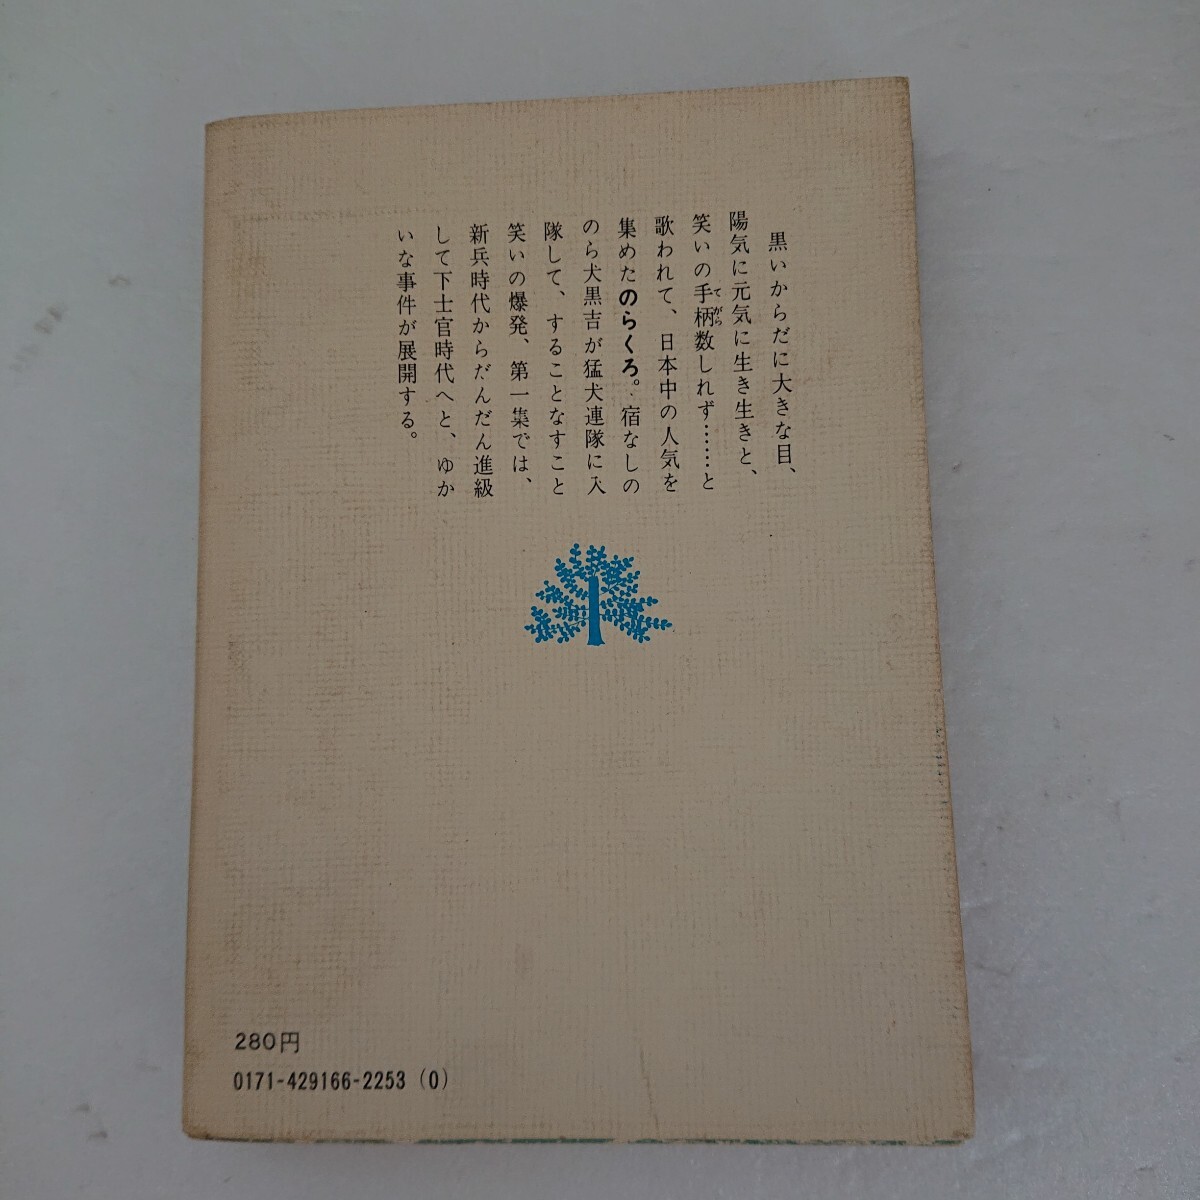 黒いからだに大きな目、
陽気に元気に生き生きと、
笑いの手柄数しれず……と
てがら
歌われて、日本中の人気を
集めたのらくろ。宿なしの
のら犬黒吉が猛犬連隊に入
隊して、することなすこと
笑いの爆発、第一集では、
新兵時代からだんだん進級
して下士官時代へと、ゆか
いな事件が展開する。
280円
0171-429166-2253 (0)